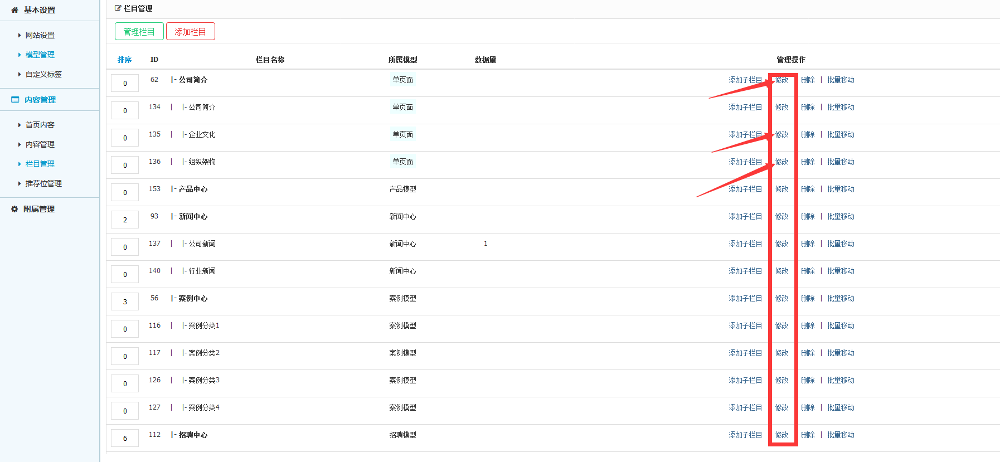 基本设置
网站设置
模型管理
自定义标签
内容管理
首页内容
内容管理
栏目管理
推荐位管理
附属管理
栏目管理
管理栏目 添加栏目
排序 ID 栏目名称 所属模型 数据量 管理操作
0 62 |- 公司简介 单页面 添加子栏目 修改 删除 | 批量移动
0 134 | |- 公司简介 单页面 添加子栏目 修改 删除 | 批量移动
0 135 | |- 企业文化 单页面 添加子栏目 修改 删除 | 批量移动
0 136 | |- 组织架构 单页面 添加子栏目 修改 删除 | 批量移动
0 153 |- 产品中心 产品模型 添加子栏目 修改 删除 | 批量移动
2 93 |- 新闻中心 新闻中心 添加子栏目 修改 删除 | 批量移动
0 137 | |- 公司新闻 新闻中心 1 添加子栏目 修改 删除 | 批量移动
0 140 | |- 行业新闻 新闻中心 添加子栏目 修改 删除 | 批量移动
3 56 |- 案例中心 案例模型 添加子栏目 修改 删除 | 批量移动
0 116 | |- 案例分类1 案例模型 添加子栏目 修改 删除 | 批量移动
0 117 | |- 案例分类2 案例模型 添加子栏目 修改 删除 | 批量移动
0 126 | |- 案例分类3 案例模型 添加子栏目 修改 删除 | 批量移动
0 127 | |- 案例分类4 案例模型 添加子栏目 修改 删除 | 批量移动
6 112 |- 招聘中心 招聘模型 添加子栏目 修改 删除 | 批量移动